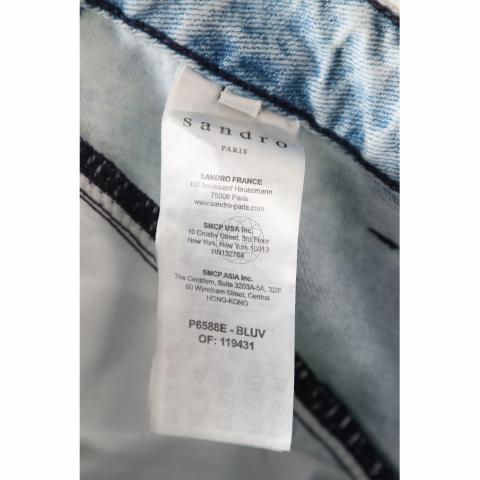 sandro
PARIS
SANDRO FRANCE
150 boulevard Haussmann
75008 Paris
www.sandro-paris.com
SMCP USA Inc.
10 Crosby Street, 3rd Floor
New York, New York 10013
RN132764
SMCP ASIA Inc.
The Centrium, Suite 3203A-5A, 32/F
60 Wyndham Street, Central
HONG-KONG
P6588E - BLUV
OF: 119431